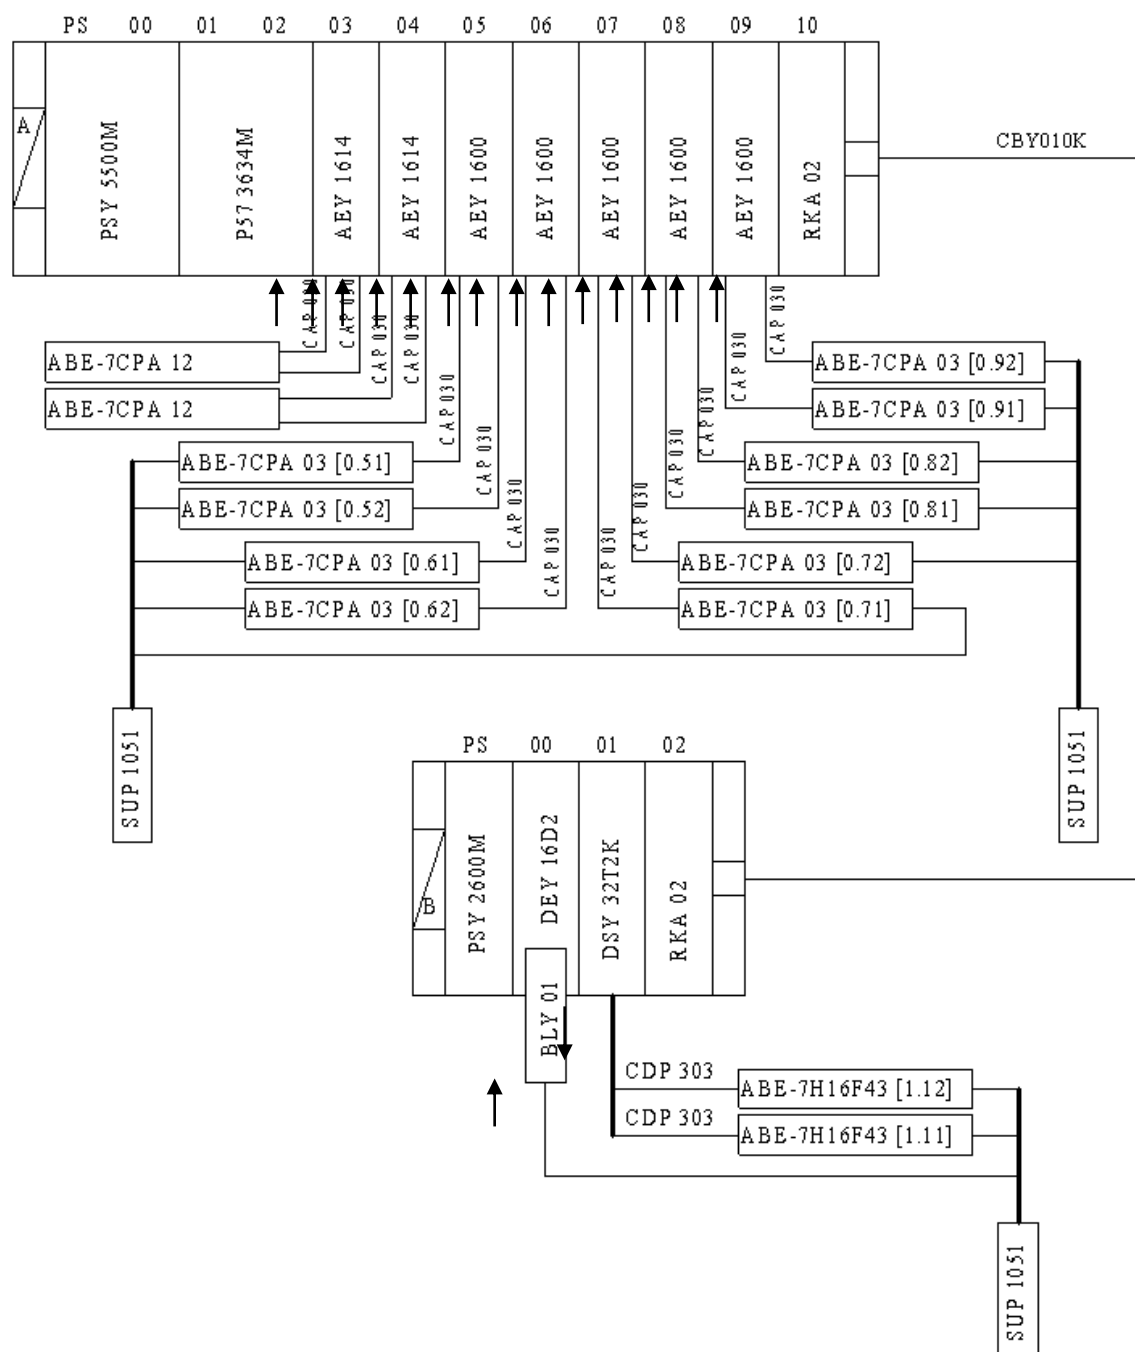 PS 00 01 02 03 04 05 06 07 08 09 10
A
PSY 5500M
P57 3634M
AEY 1614
AEY 1614
AEY 1600
AEY 1600
AEY 1600
AEY 1600
AEY 1600
RKA 02
CBY010K
CAP 030
CAP 030
CAP 030
CAP 030
CAP 030
CAP 030
CAP 030
CAP 030
CAP 030
CAP 030
CAP 030
CAP 030
CAP 030
CAP 030
ABE-7CPA 12
ABE-7CPA 03 [0.92]
ABE-7CPA 12
ABE-7CPA 03 [0.91]
ABE-7CPA 03 [0.51]
ABE-7CPA 03 [0.82]
ABE-7CPA 03 [0.52]
ABE-7CPA 03 [0.81]
ABE-7CPA 03 [0.61]
ABE-7CPA 03 [0.72]
ABE-7CPA 03 [0.62]
ABE-7CPA 03 [0.71]
SUP 1051
SUP 1051
PS 00 01 02
B
PSY 2600M
DEY 16D2
DSY 32T2K
RKA 02
BLY 01
CDP 303
ABE-7H16F43 [1.12]
CDP 303
ABE-7H16F43 [1.11]
SUP 1051